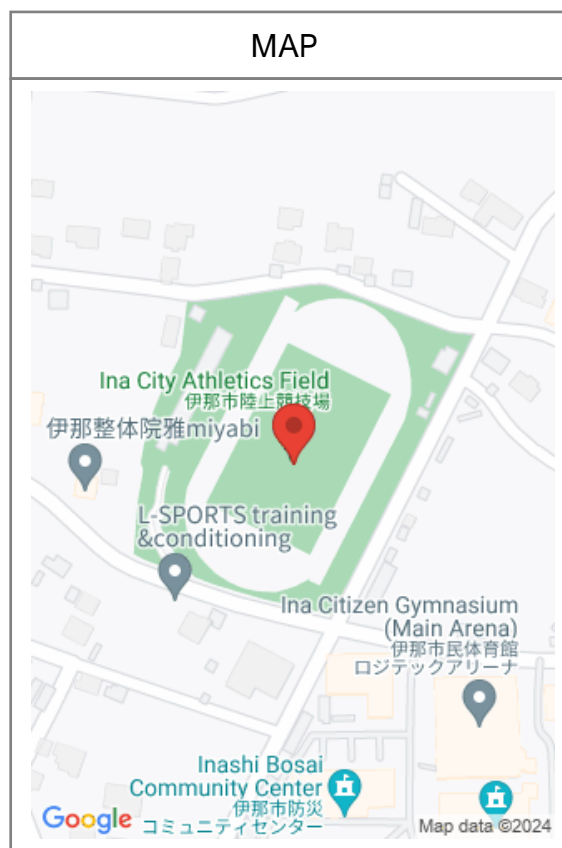 MAP
Ina City Athletics Field
伊那市陸上競技場
伊那整体院雅miyabi
L-SPORTS training
&conditioning
Ina Citizen Gymnasium
(Main Arena)
伊那市民体育館
ロジテックアリーナ
Inashi Bosai
Community Center
伊那市防災
コミュニティセンター
Google
Map data ©2024